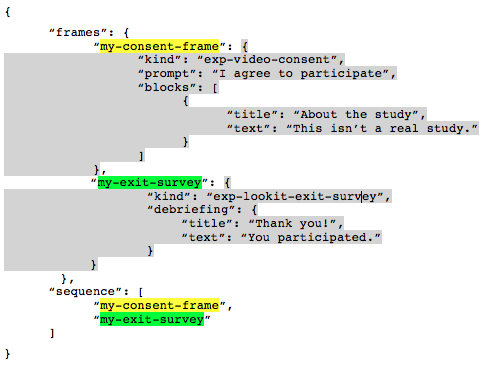 {
“frames”: {
“my-consent-frame”: {
“kind”: “exp-video-consent”,
“prompt”: “I agree to participate”,
“blocks”: [
{
“title”: “About the study”,
“text”: “This isn’t a real study.”
}
]
},
“my-exit-survey”: {
“kind”: “exp-lookit-exit-survey”,
“debriefing”: {
“title”: “Thank you!”,
“text”: “You participated.”
}
}
},
“sequence”: [
“my-consent-frame”,
“my-exit-survey”
]
}